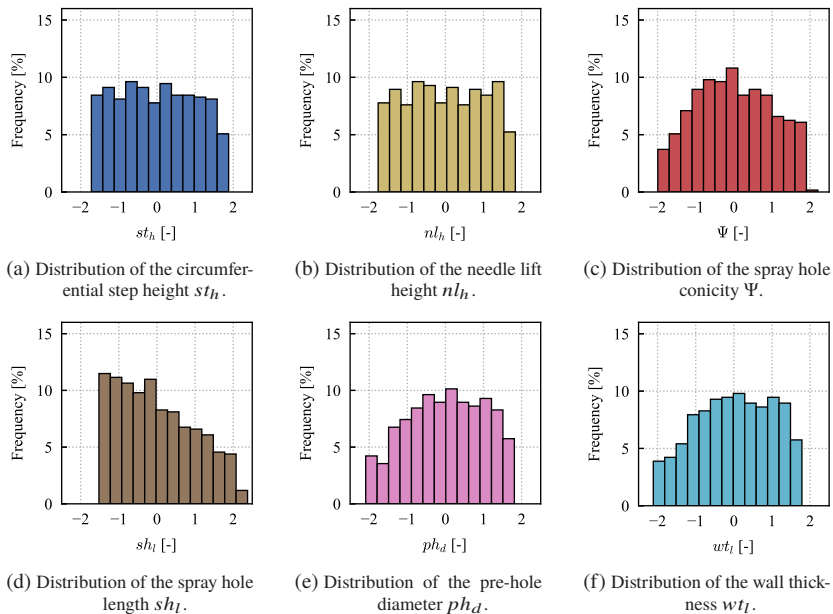 15
10
5
0
Frequency [%]
−2 −1 0 1 2
st_h [-]
(a) Distribution of the circumfer-
ential step height st_h.
15
10
5
0
Frequency [%]
−2 −1 0 1 2
nl_h [-]
(b) Distribution of the needle lift
height nl_h.
15
10
5
0
Frequency [%]
−2 −1 0 1 2
Ψ [-]
(c) Distribution of the spray hole
conicity Ψ.
15
10
5
0
Frequency [%]
−2 −1 0 1 2
sh_l [-]
(d) Distribution of the spray hole
length sh_l.
15
10
5
0
Frequency [%]
−2 −1 0 1 2
ph_d [-]
(e) Distribution of the pre-hole
diameter ph_d.
15
10
5
0
Frequency [%]
−2 −1 0 1 2
wt_l [-]
(f) Distribution of the wall thick-
ness wt_l.